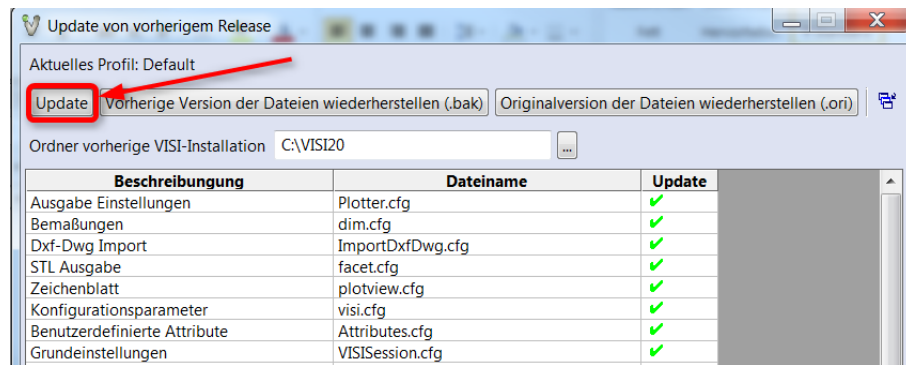 Update von vorherigem Release
Aktuelles Profil: Default
Update Vorherige Version der Dateien wiederherstellen (.bak) Originalversion der Dateien wiederherstellen (.ori)
Ordner vorherige VISI-Installation C:\VISI20 ...
Beschreibungung Dateiname Update
Ausgabe Einstellungen Plotter.cfg ✔
Bemaßungen dim.cfg ✔
Dxf-Dwg Import ImportDxfDwg.cfg ✔
STL Ausgabe facet.cfg ✔
Zeichenblatt plotview.cfg ✔
Konfigurationsparameter visi.cfg ✔
Benutzerdefinierte Attribute Attributes.cfg ✔
Grundeinstellungen VISISession.cfg ✔